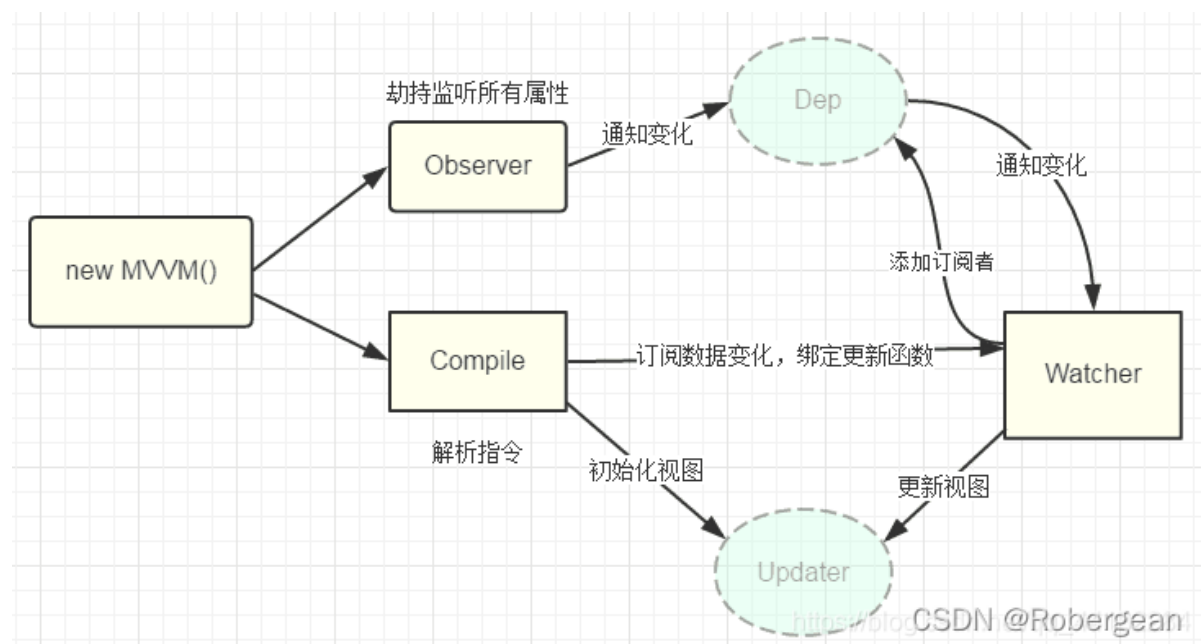 劫持监听所有属性
Dep
Observer
通知变化
通知变化
new MVVM()
添加订阅者
Compile
订阅数据变化，绑定更新函数
Watcher
解析指令
初始化视图
更新视图
Updater
https://blog
CSDN @Robergean